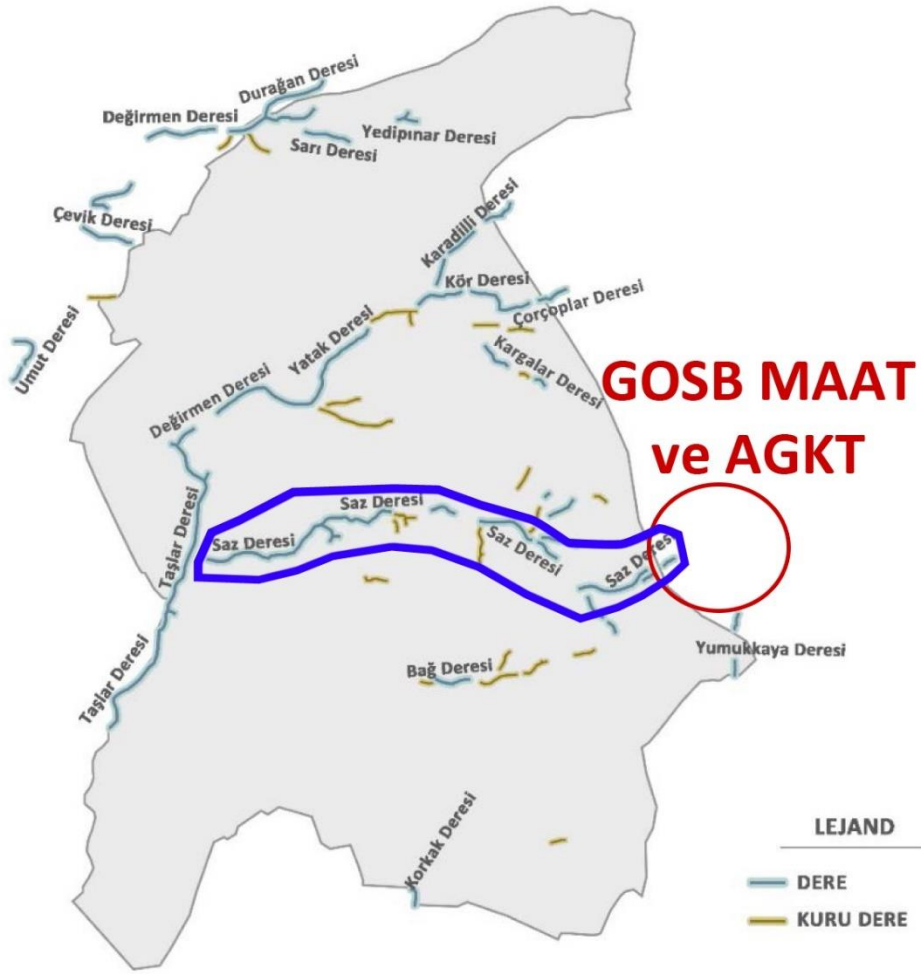 Durağan Deresi
Değirmen Deresi
Yedipınar Deresi
Sarı Deresi
Çevik Deresi
Karadilli Deresi
Kör Deresi
Çorçoplar Deresi
Umut Deresi
Yatak Deresi
Kargalar Deresi
Değirmen Deresi
GOSB MAAT
ve AGKT
Taşlar Deresi
Saz Deresi
Saz Deresi
Saz Deresi
Saz Deresi
Taşlar Deresi
Bağ Deresi
Yumukkaya Deresi
Korkak Deresi
LEJAND
DERE
KURU DERE